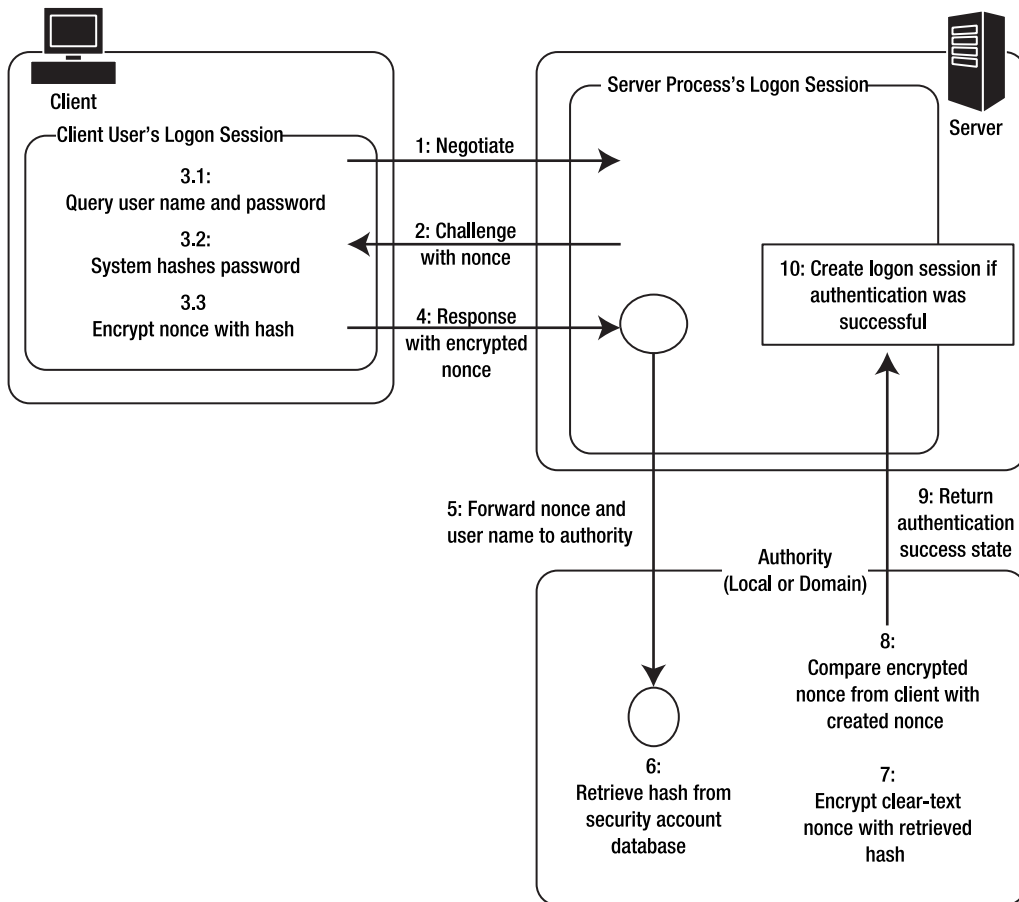 Client
Server
Client User's Logon Session
Server Process's Logon Session
1: Negotiate
3.1:
Query user name and password
2: Challenge
with nonce
3.2:
System hashes password
10: Create logon session if
authentication was
successful
3.3
Encrypt nonce with hash
4: Response
with encrypted
nonce
5: Forward nonce and
user name to authority
9: Return
authentication
success state
Authority
(Local or Domain)
8:
Compare encrypted
nonce from client with
created nonce
6:
Retrieve hash from
security account
database
7:
Encrypt clear-text
nonce with retrieved
hash